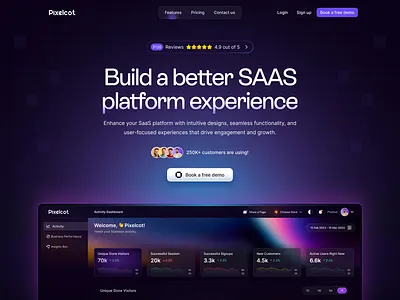 Pixelcot
Features
Pricing
Contact us
Login
Sign up
Book a free demo
Reviews
4.9 out of 5
Build a better SAAS
platform experience
Enhance your SaaS platform with intuitive designs, seamless functionality, and
user-focused experiences that drive engagement and growth.
250K+ customers are using!
Book a free demo
Pixelcot
Activity Dashboard
Activity
Business Performance
Welcome, 👋Pixelcot!
Unique Store Visitors
70k
Successful Session
20k
Successful Signups
3.3k
New Customers
4.5k
Active Users Right Now
6.6k
Unique Store Visitors